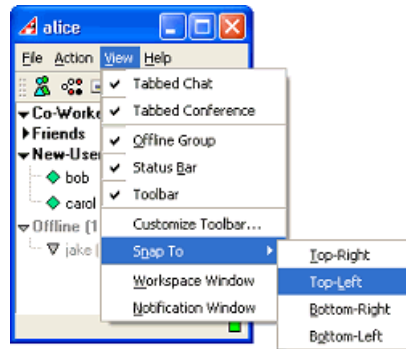 alice
File Action View Help
Tabbed Chat
Tabbed Conference
Co-Worke
Friends
Offline Group
New-User
Status Bar
bob
Toolbar
carol
Customize Toolbar...
Offline (1
Snap To
jake (
Top-Right
Workspace Window
Top-Left
Notification Window
Bottom-Right
Bottom-Left